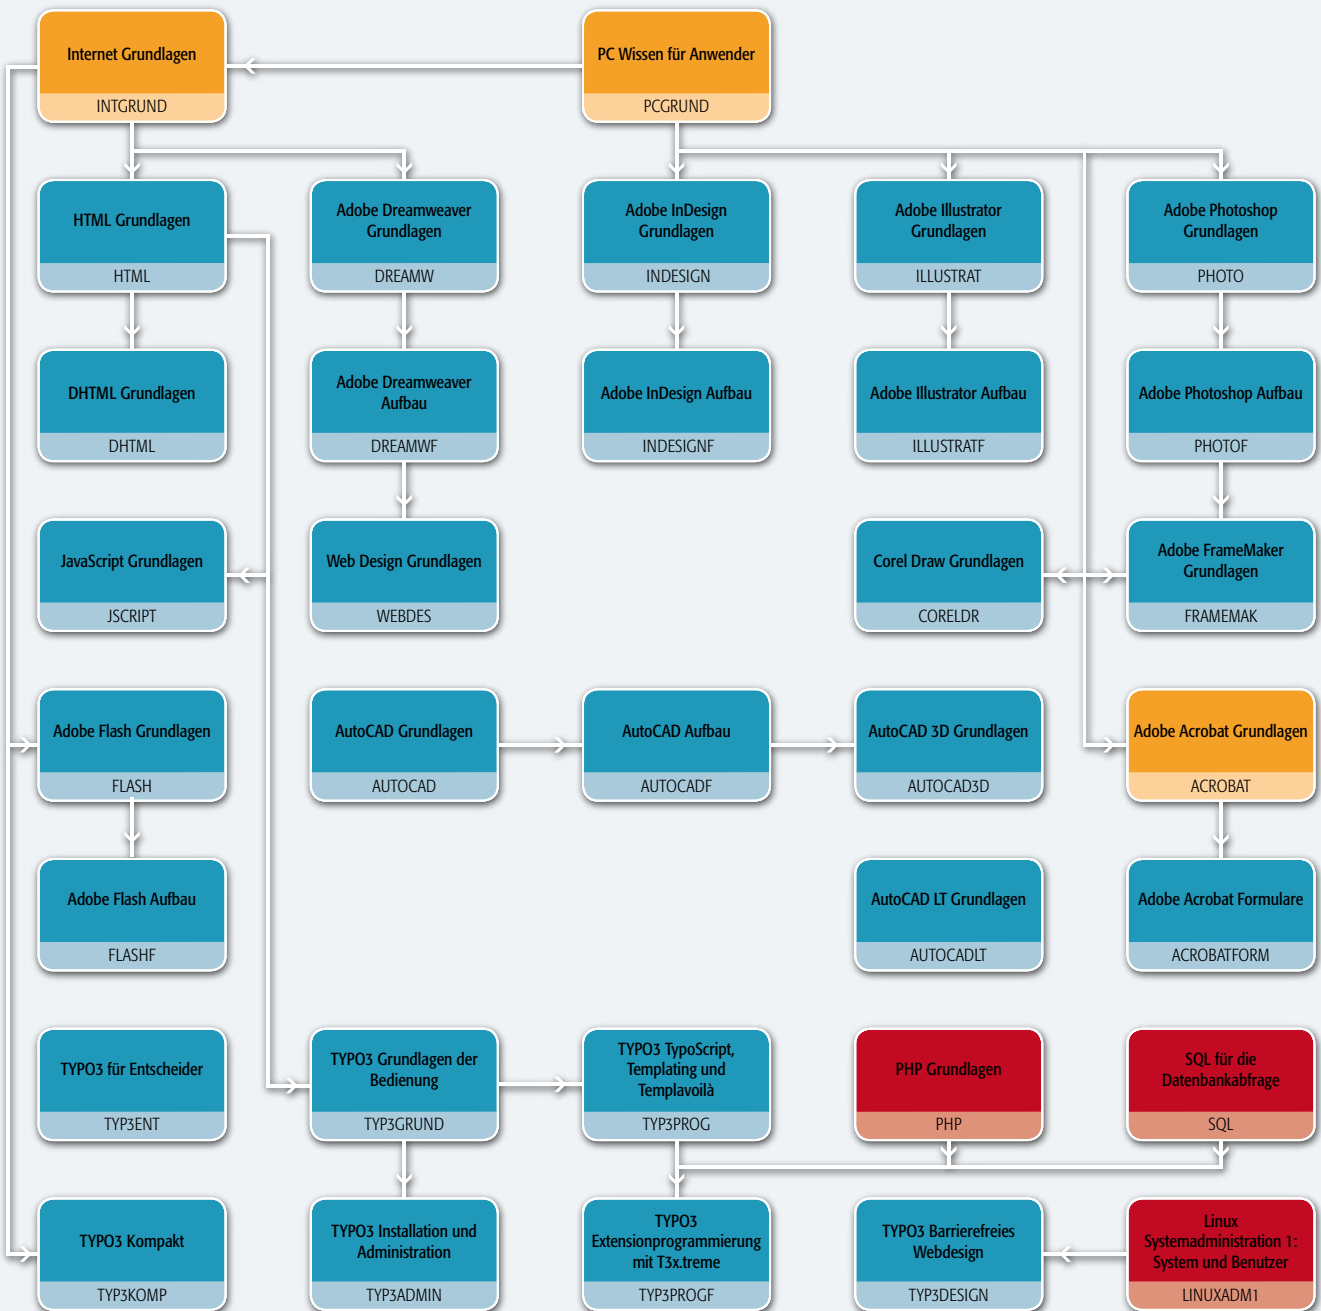 Internet Grundlagen
INTGRUND
PC Wissen für Anwender
PCGRUND
HTML Grundlagen
HTML
Adobe Dreamweaver
Grundlagen
DREAMW
Adobe InDesign
Grundlagen
INDESIGN
Adobe Illustrator
Grundlagen
ILLUSTRAT
Adobe Photoshop
Grundlagen
PHOTO
DHTML Grundlagen
DHTML
Adobe Dreamweaver
Aufbau
DREAMWF
Adobe InDesign Aufbau
INDESIGNF
Adobe Illustrator Aufbau
ILLUSTRATF
Adobe Photoshop Aufbau
PHOTOF
JavaScript Grundlagen
JSCRIPT
Web Design Grundlagen
WEBDES
Corel Draw Grundlagen
CORELDR
Adobe FrameMaker
Grundlagen
FRAMEMAK
Adobe Flash Grundlagen
FLASH
AutoCAD Grundlagen
AUTOCAD
AutoCAD Aufbau
AUTOCADF
AutoCAD 3D Grundlagen
AUTOCAD3D
Adobe Acrobat Grundlagen
ACROBAT
Adobe Flash Aufbau
FLASHF
AutoCAD LT Grundlagen
AUTOCADLT
Adobe Acrobat Formulare
ACROBATFORM
TYPO3 für Entscheider
TYP3ENT
TYPO3 Grundlagen der
Bedienung
TYP3GRUND
TYPO3 TypoScript,
Templating und
Templavoilà
TYP3PROG
PHP Grundlagen
PHP
SQL für die
Datenbankabfrage
SQL
TYPO3 Kompakt
TYP3KOMP
TYPO3 Installation und
Administration
TYP3ADMIN
TYPO3
Extensionprogrammierung
mit T3x.treme
TYP3PROGF
TYPO3 Barrierefreies
Webdesign
TYP3DESIGN
Linux
Systemadministration 1:
System und Benutzer
LINUXADM1